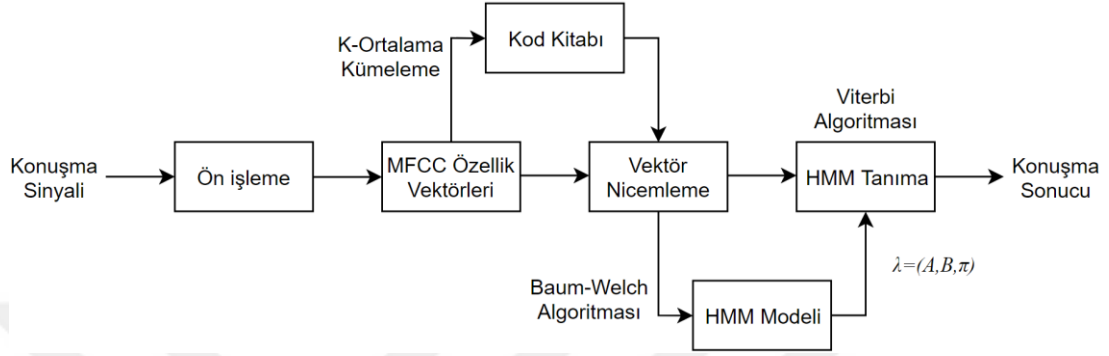 K-Ortalama
Kümeleme
Kod Kitabı
Viterbi
Algoritması
Konuşma
Sinyali
Ön işleme
MFCC Özellik
Vektörleri
Vektör
Nicemleme
HMM Tanıma
Konuşma
Sonucu
λ=(A,B,π)
Baum-Welch
Algoritması
HMM Modeli